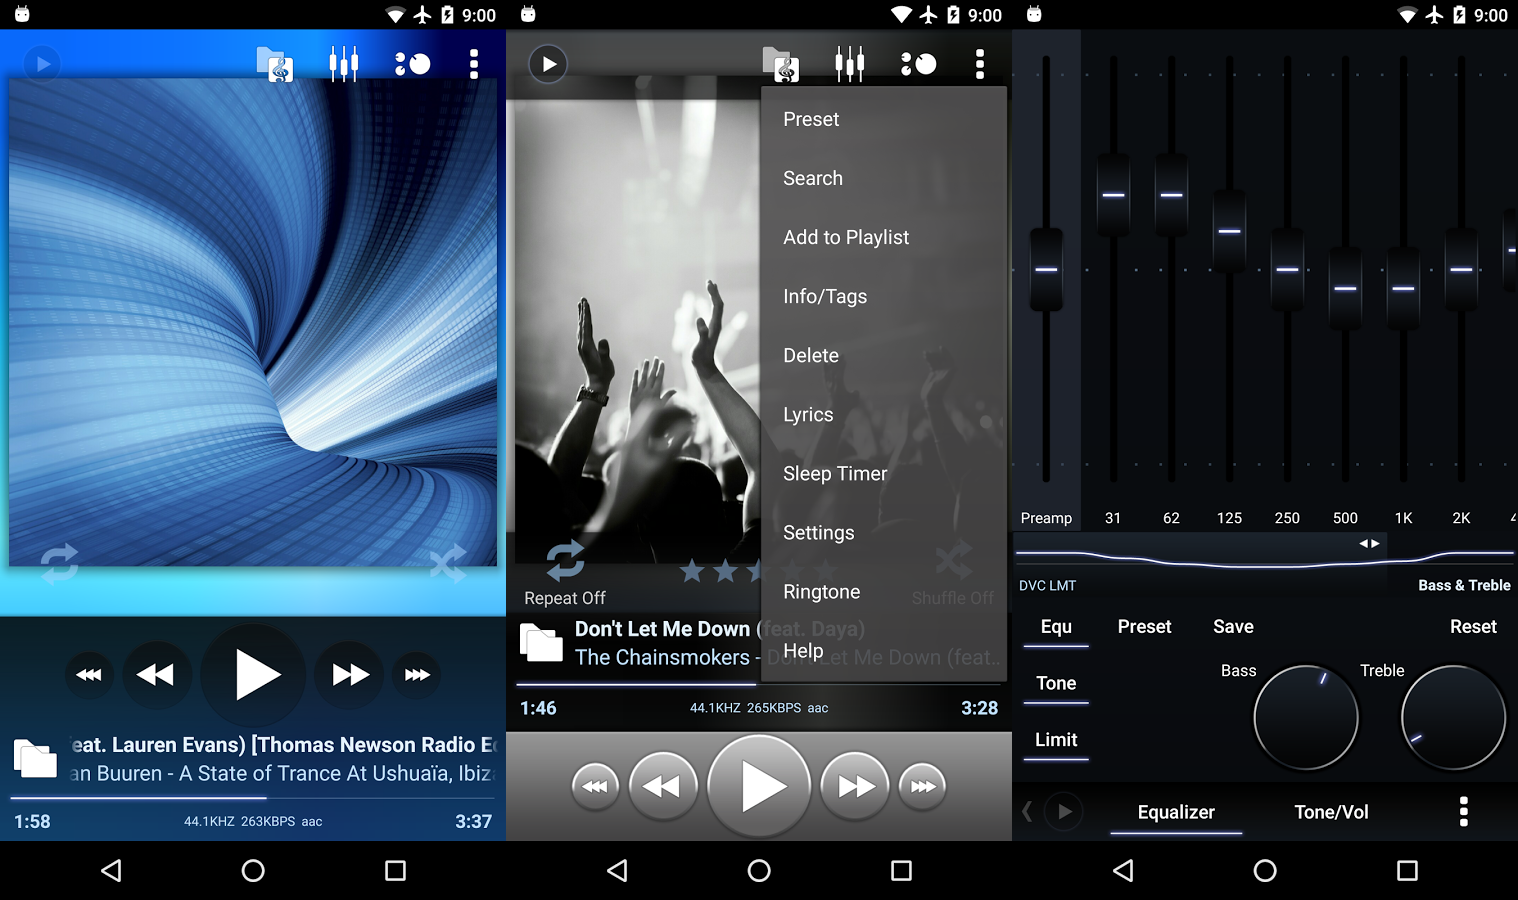 9:00
eat. Lauren Evans) [Thomas Newson Radio E
an Buuren - A State of Trance At Ushuaïa, Ibiz
1:58
44.1KHZ 263KBPS aac
3:37
9:00
Preset
Search
Add to Playlist
Info/Tags
Delete
Lyrics
Sleep Timer
Settings
Ringtone
Help
Repeat Off
Shuffle Off
Don't Let Me Down (feat. Daya)
The Chainsmokers - Don't Let Me Down (feat..
1:46
44.1KHZ 265KBPS aac
3:28
9:00
Preamp 31 62 125 250 500 1K 2K
DVC LMT
Bass & Treble
Equ Preset Save Reset
Bass Treble
Tone
Limit
Equalizer Tone/Vol